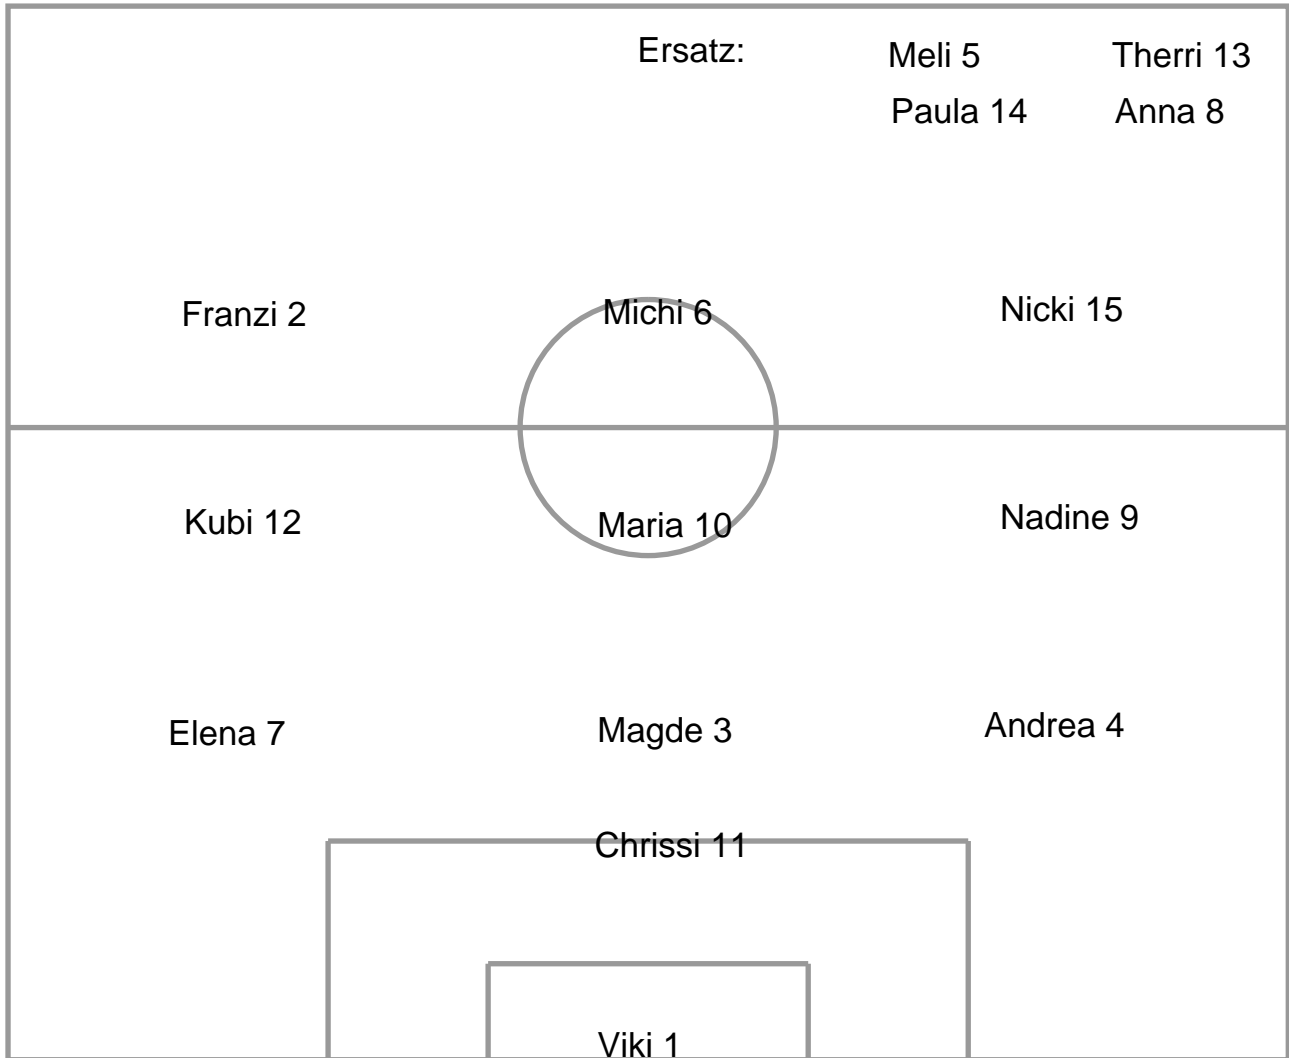 Ersatz: Meli 5 Therri 13
Paula 14 Anna 8
Franzi 2 Michi 6 Nicki 15
Kubi 12 Maria 10 Nadine 9
Elena 7 Magde 3 Andrea 4
Chrissi 11
Viki 1